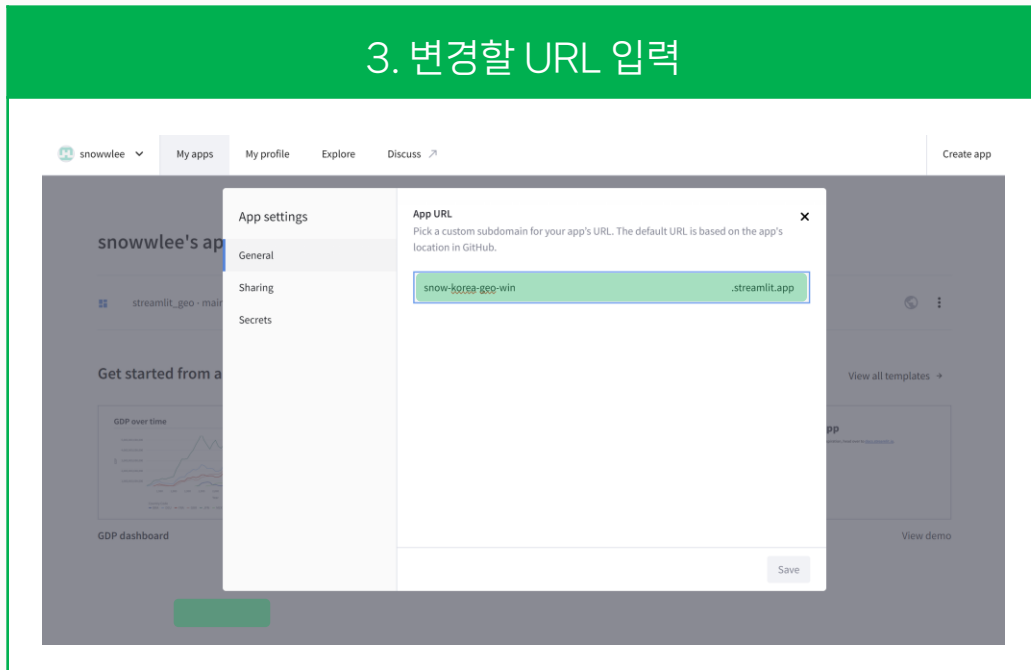 3. 변경할 URL 입력
snowwlee
My apps
My profile
Explore
Discuss ↗
Create app
snowwlee's ap
App settings
App URL
Pick a custom subdomain for your app's URL. The default URL is based on the app's
location in GitHub.
General
snow-korea-geo-win .streamlit.app
Sharing
streamlit_geo · main
Secrets
Get started from a
View all templates →
GDP over time
pp
GDP dashboard
View demo
Save